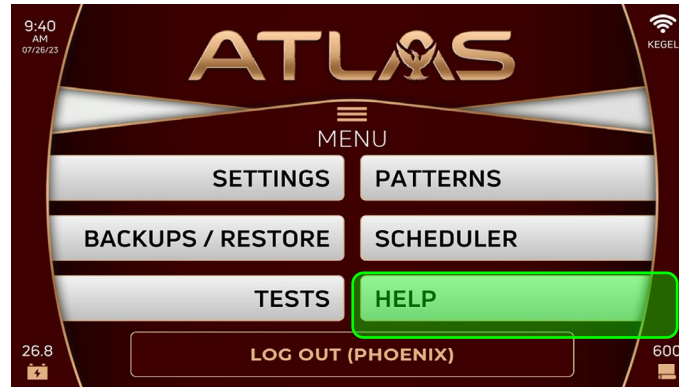 9:40
AM
07/26/23
ATLAS
KEGEL
MENU
SETTINGS
PATTERNS
BACKUPS / RESTORE
SCHEDULER
TESTS
HELP
26.8
LOG OUT (PHOENIX)
600